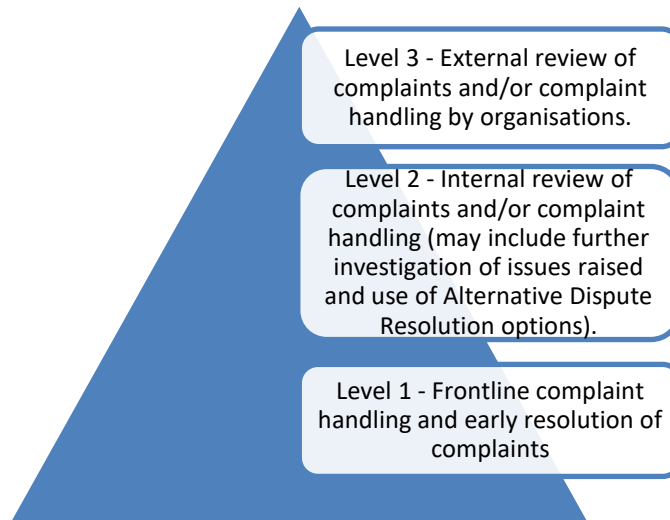 Level 3 - External review of
complaints and/or complaint
handling by organisations.
Level 2 - Internal review of
complaints and/or complaint
handling (may include further
investigation of issues raised
and use of Alternative Dispute
Resolution options).
Level 1 - Frontline complaint
handling and early resolution of
complaints